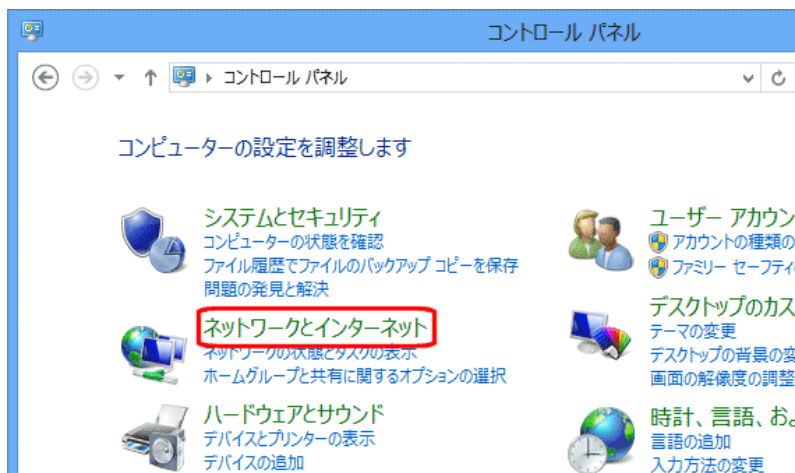 コントロール パネル
コントロール パネル
コンピューターの設定を調整します
システムとセキュリティ
コンピューターの状態を確認
ファイル履歴でファイルのバックアップ コピーを保存
問題の発見と解決
ネットワークとインターネット
ネットワークの状態とタスクの表示
ホームグループと共有に関するオプションの選択
ハードウェアとサウンド
デバイスとプリンターの表示
デバイスの追加
ユーザー アカウン
アカウントの種類の
ファミリー セーフティ
デスクトップのカス
テーマの変更
デスクトップの背景の変
画面の解像度の調整
時計、言語、およ
言語の追加
入力方法の変更